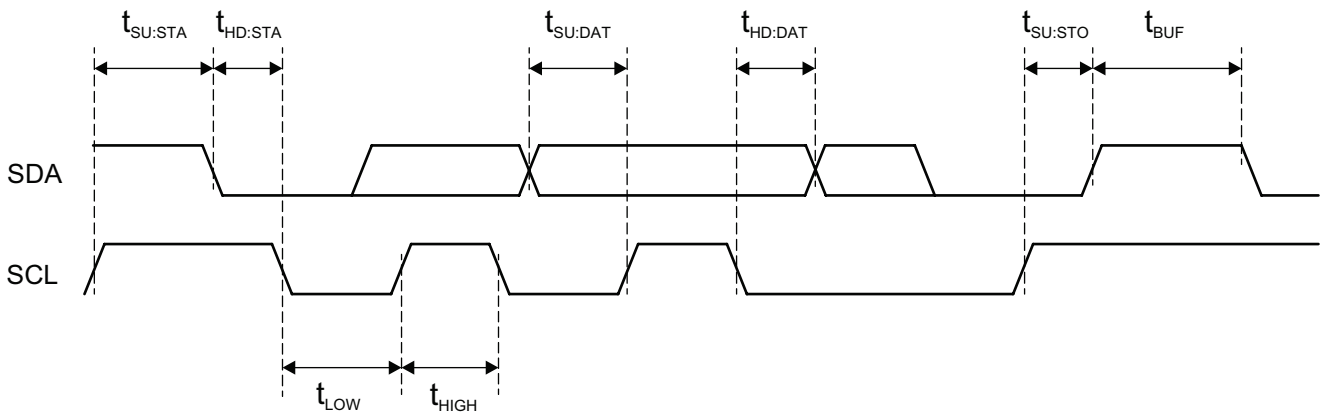 tSU:STA tHD:STA tSU:DAT tHD:DAT tSU:STO tBUF
SDA
SCL
tLOW tHIGH